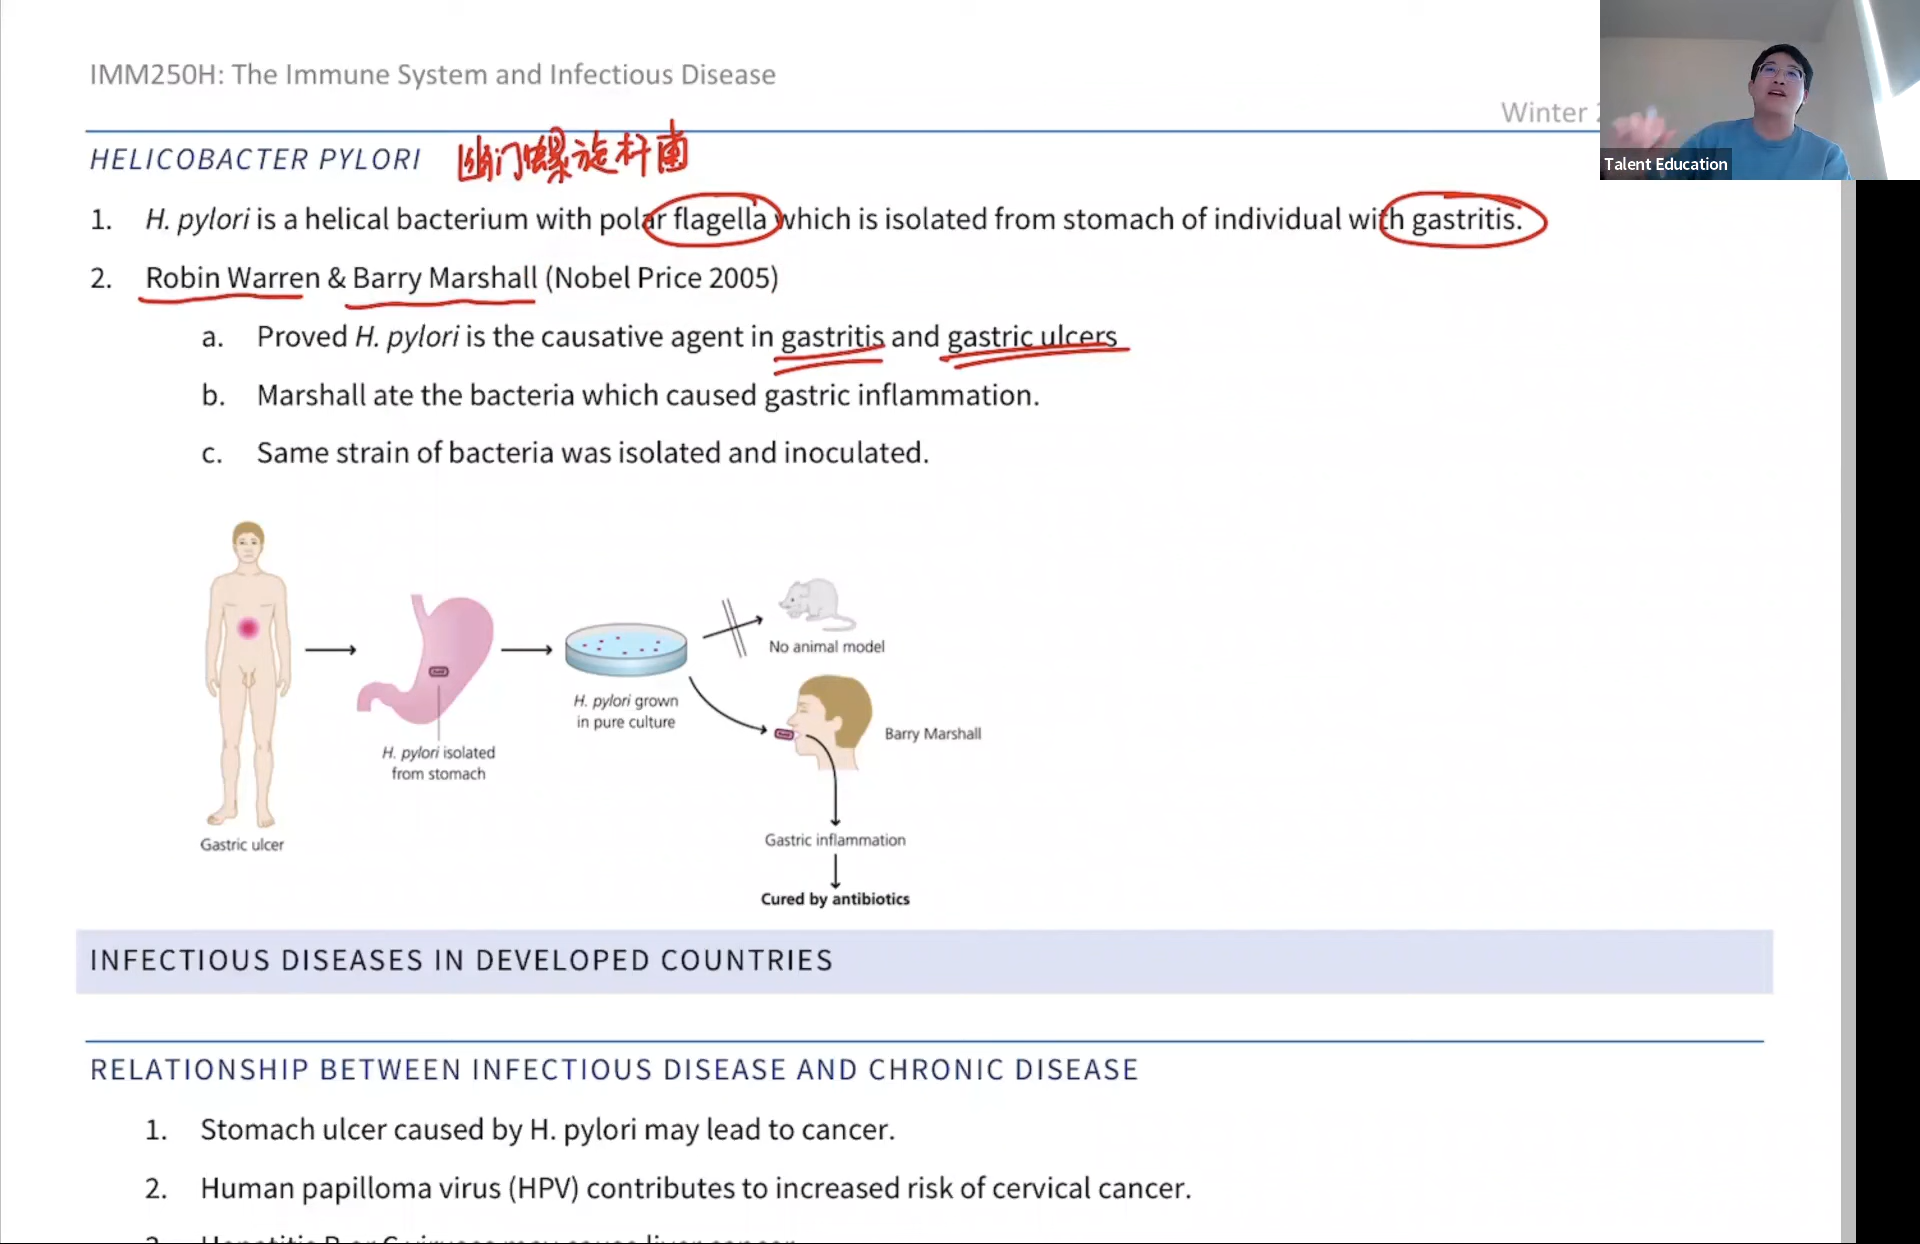 IMM250H: The Immune System and Infectious Disease
Winter
Talent Education
HELICOBACTER PYLORI 幽门螺旋杆菌
1. H. pylori is a helical bacterium with polar flagella which is isolated from stomach of individual with gastritis.
2. Robin Warren & Barry Marshall (Nobel Price 2005)
a. Proved H. pylori is the causative agent in gastritis and gastric ulcers
b. Marshall ate the bacteria which caused gastric inflammation.
c. Same strain of bacteria was isolated and inoculated.
Gastric ulcer
H. pylori isolated
from stomach
H. pylori grown
in pure culture
No animal model
Barry Marshall
Gastric inflammation
Cured by antibiotics
INFECTIOUS DISEASES IN DEVELOPED COUNTRIES
RELATIONSHIP BETWEEN INFECTIOUS DISEASE AND CHRONIC DISEASE
1. Stomach ulcer caused by H. pylori may lead to cancer.
2. Human papilloma virus (HPV) contributes to increased risk of cervical cancer.